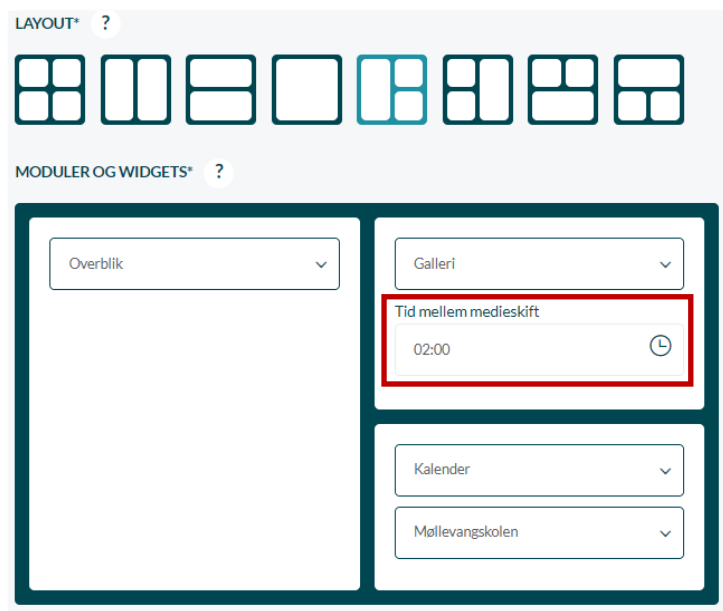 LAYOUT* ?
MODULER OG WIDGETS* ?
Overblik
Galleri
Tid mellem medieskift
02:00
Kalender
Møllevangskolen